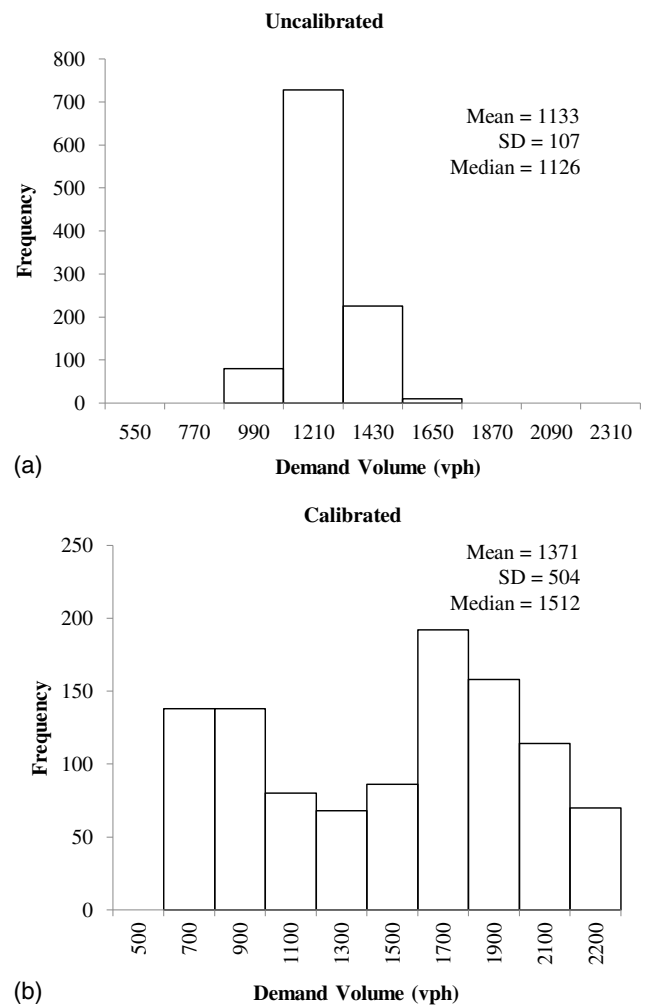 Uncalibrated
800
700
600
500
400
300
200
100
0
Frequency
Mean = 1133
SD = 107
Median = 1126
550 770 990 1210 1430 1650 1870 2090 2310
(a)
Demand Volume (vph)
Calibrated
250
200
150
100
50
0
Frequency
Mean = 1371
SD = 504
Median = 1512
500 700 900 1100 1300 1500 1700 1900 2100 2200
(b)
Demand Volume (vph)